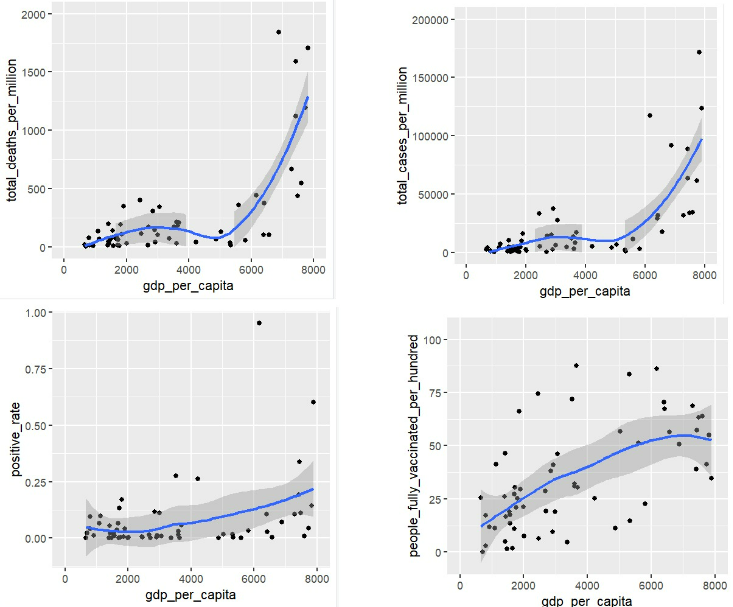 total_deaths_per_million
2000
1500
1000
500
0
0 2000 4000 6000 8000
gdp_per_capita
total_cases_per_million
200000
150000
100000
50000
0
0 2000 4000 6000 8000
gdp_per_capita
positive_rate
1.00
0.75
0.50
0.25
0.00
0 2000 4000 6000 8000
gdp_per_capita
people_fully_vaccinated_per_hundred
100
75
50
25
0
0 2000 4000 6000 8000
gdp_per_capita